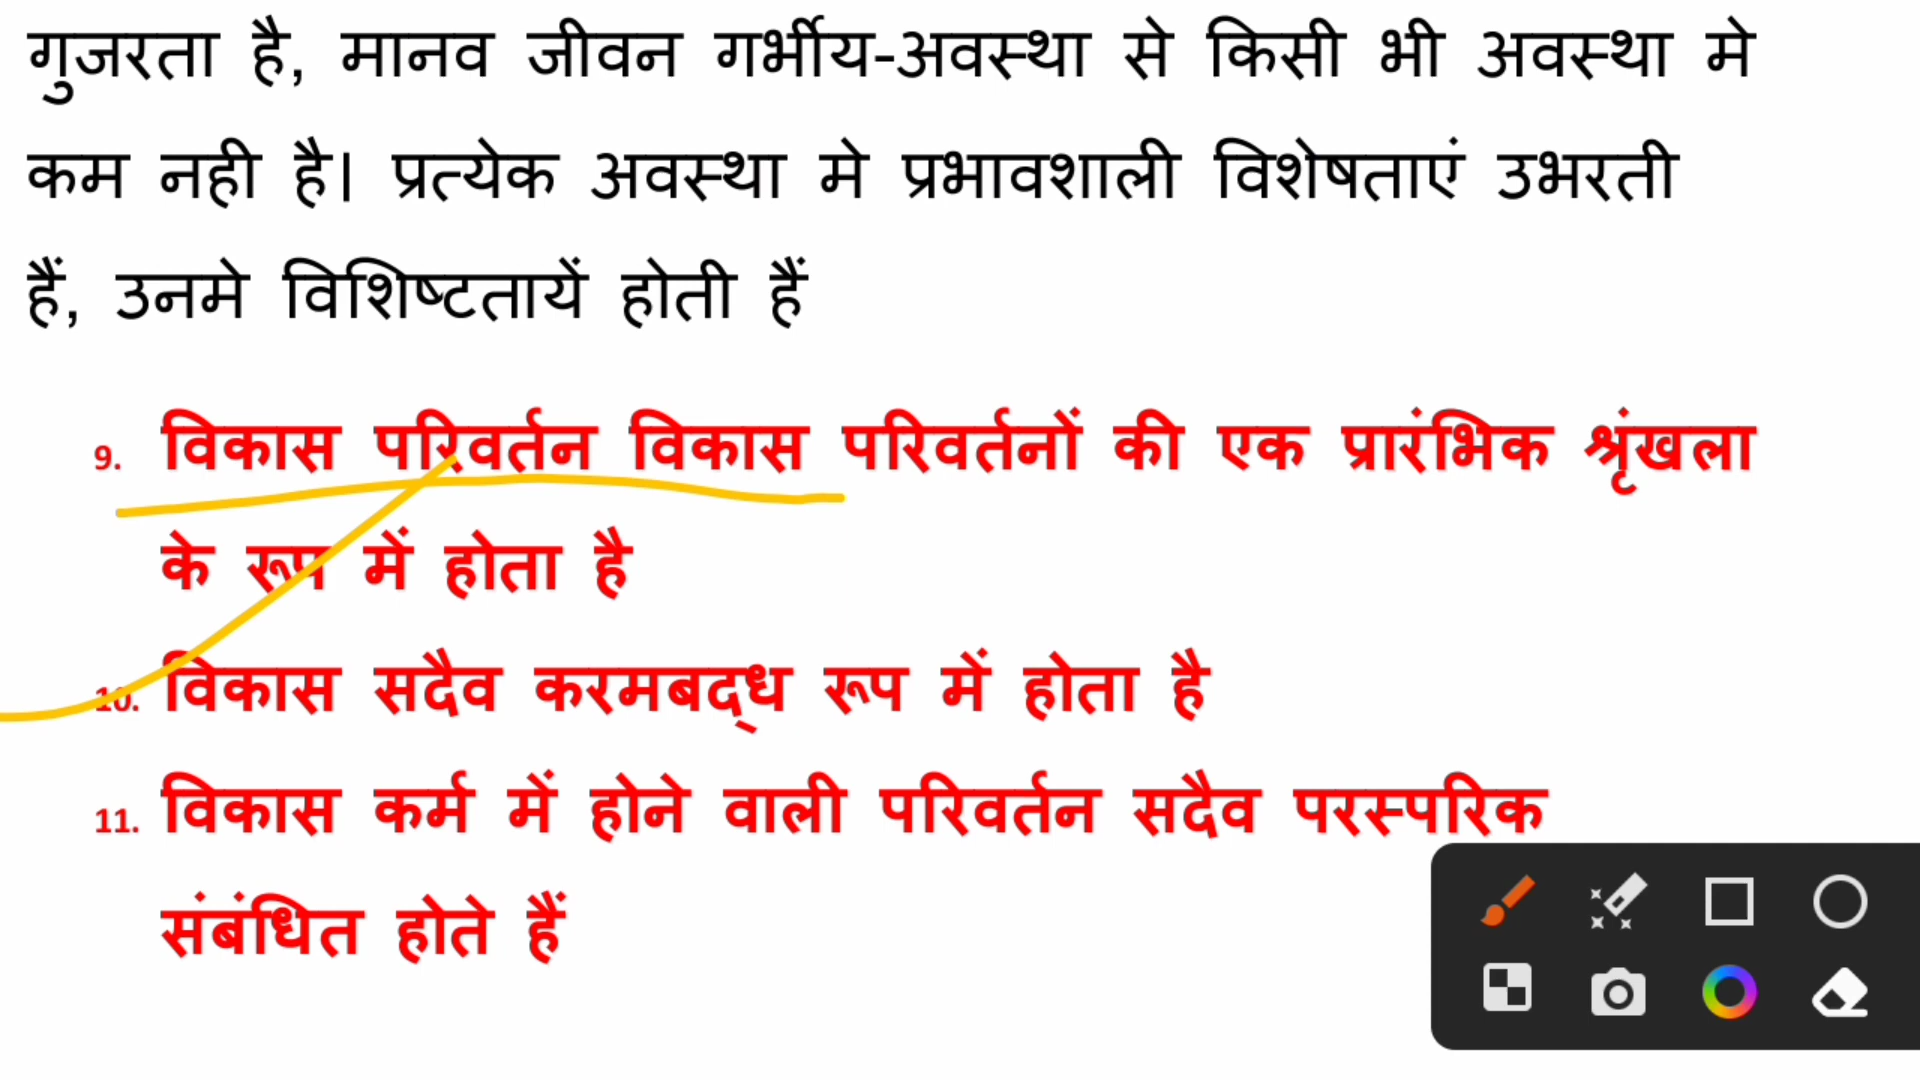 गुजरता है, मानव जीवन गर्भीय-अवस्था से किसी भी अवस्था मे
कम नही है। प्रत्येक अवस्था मे प्रभावशाली विशेषताएं उभरती
हैं, उनमे विशिष्टतायें होती हैं
9. विकास परिवर्तन विकास परिवर्तनों की एक प्रारंभिक श्रृंखला
के रूप में होता है
10. विकास सदैव करमबद्ध रूप में होता है
11. विकास कर्म में होने वाली परिवर्तन सदैव परस्परिक
संबंधित होते हैं